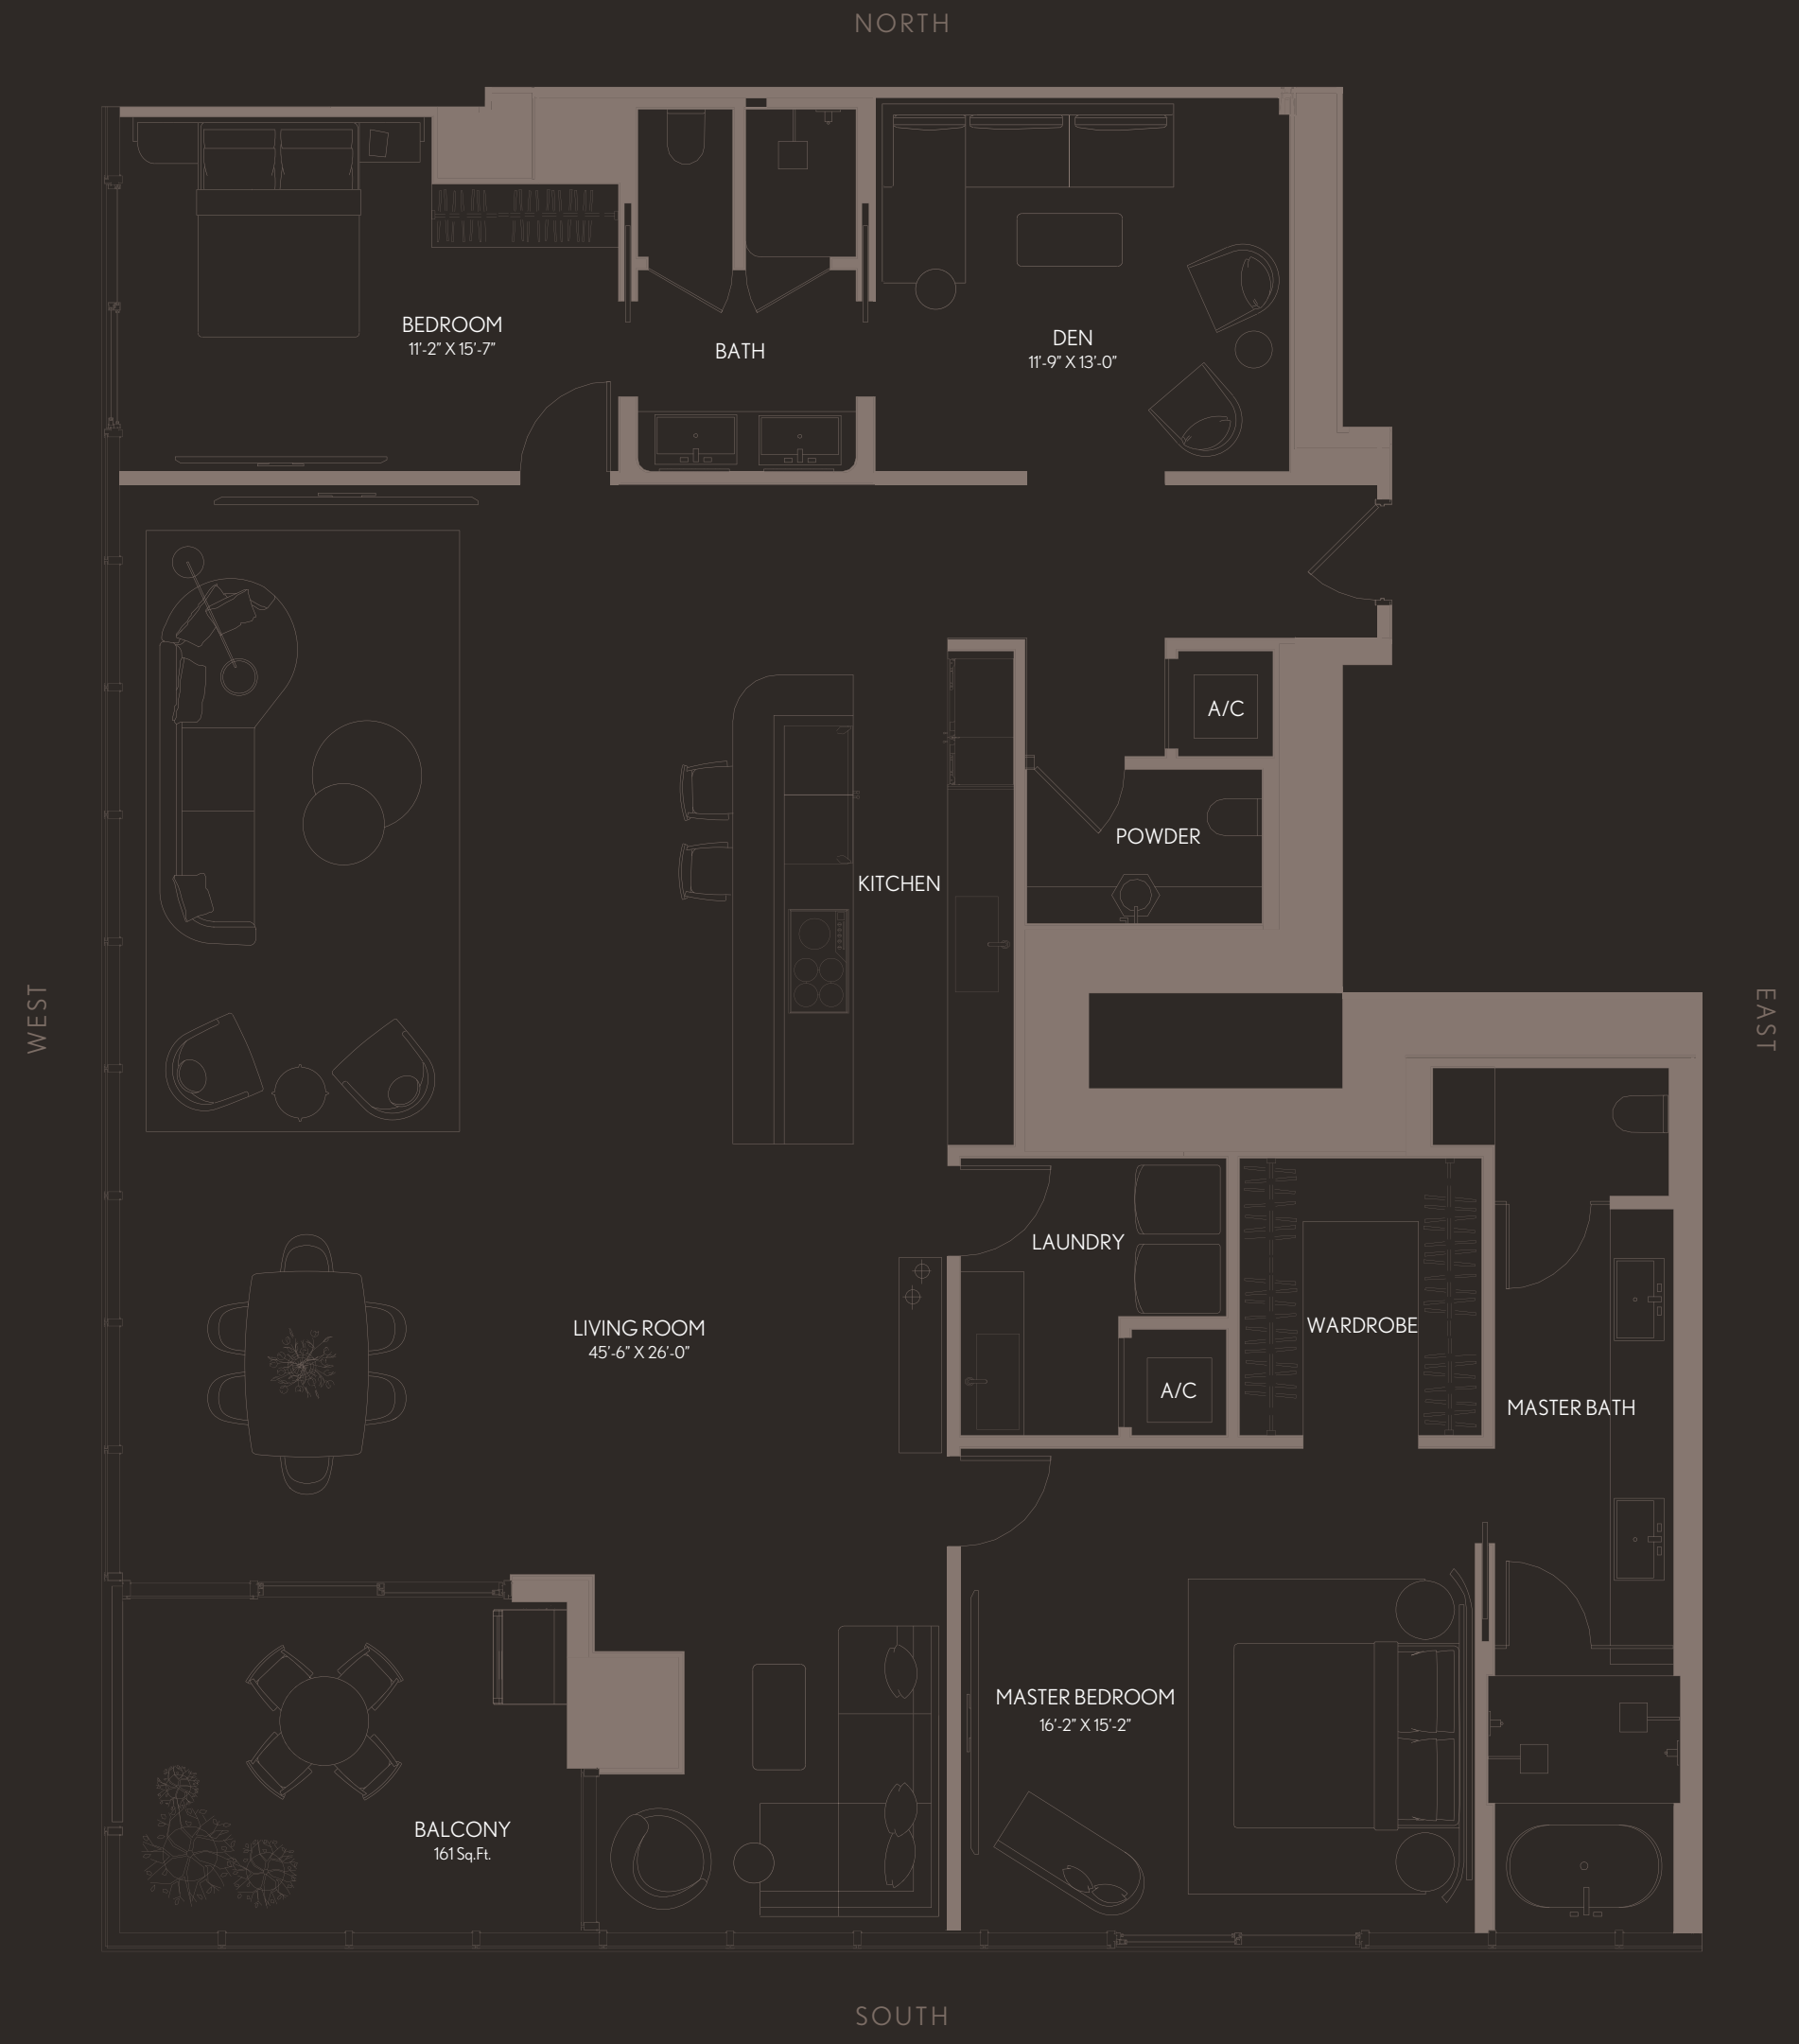 NORTH
BEDROOM
11'-2" X 15'-7"
BATH
DEN
11'-9" X 13'-0"
A/C
POWDER
KITCHEN
WEST
EAST
LAUNDRY
WARDROBE
LIVING ROOM
45'-6" X 26'-0"
A/C
MASTER BATH
MASTER BEDROOM
16'-2" X 15'-2"
BALCONY
161 Sq.Ft.
SOUTH